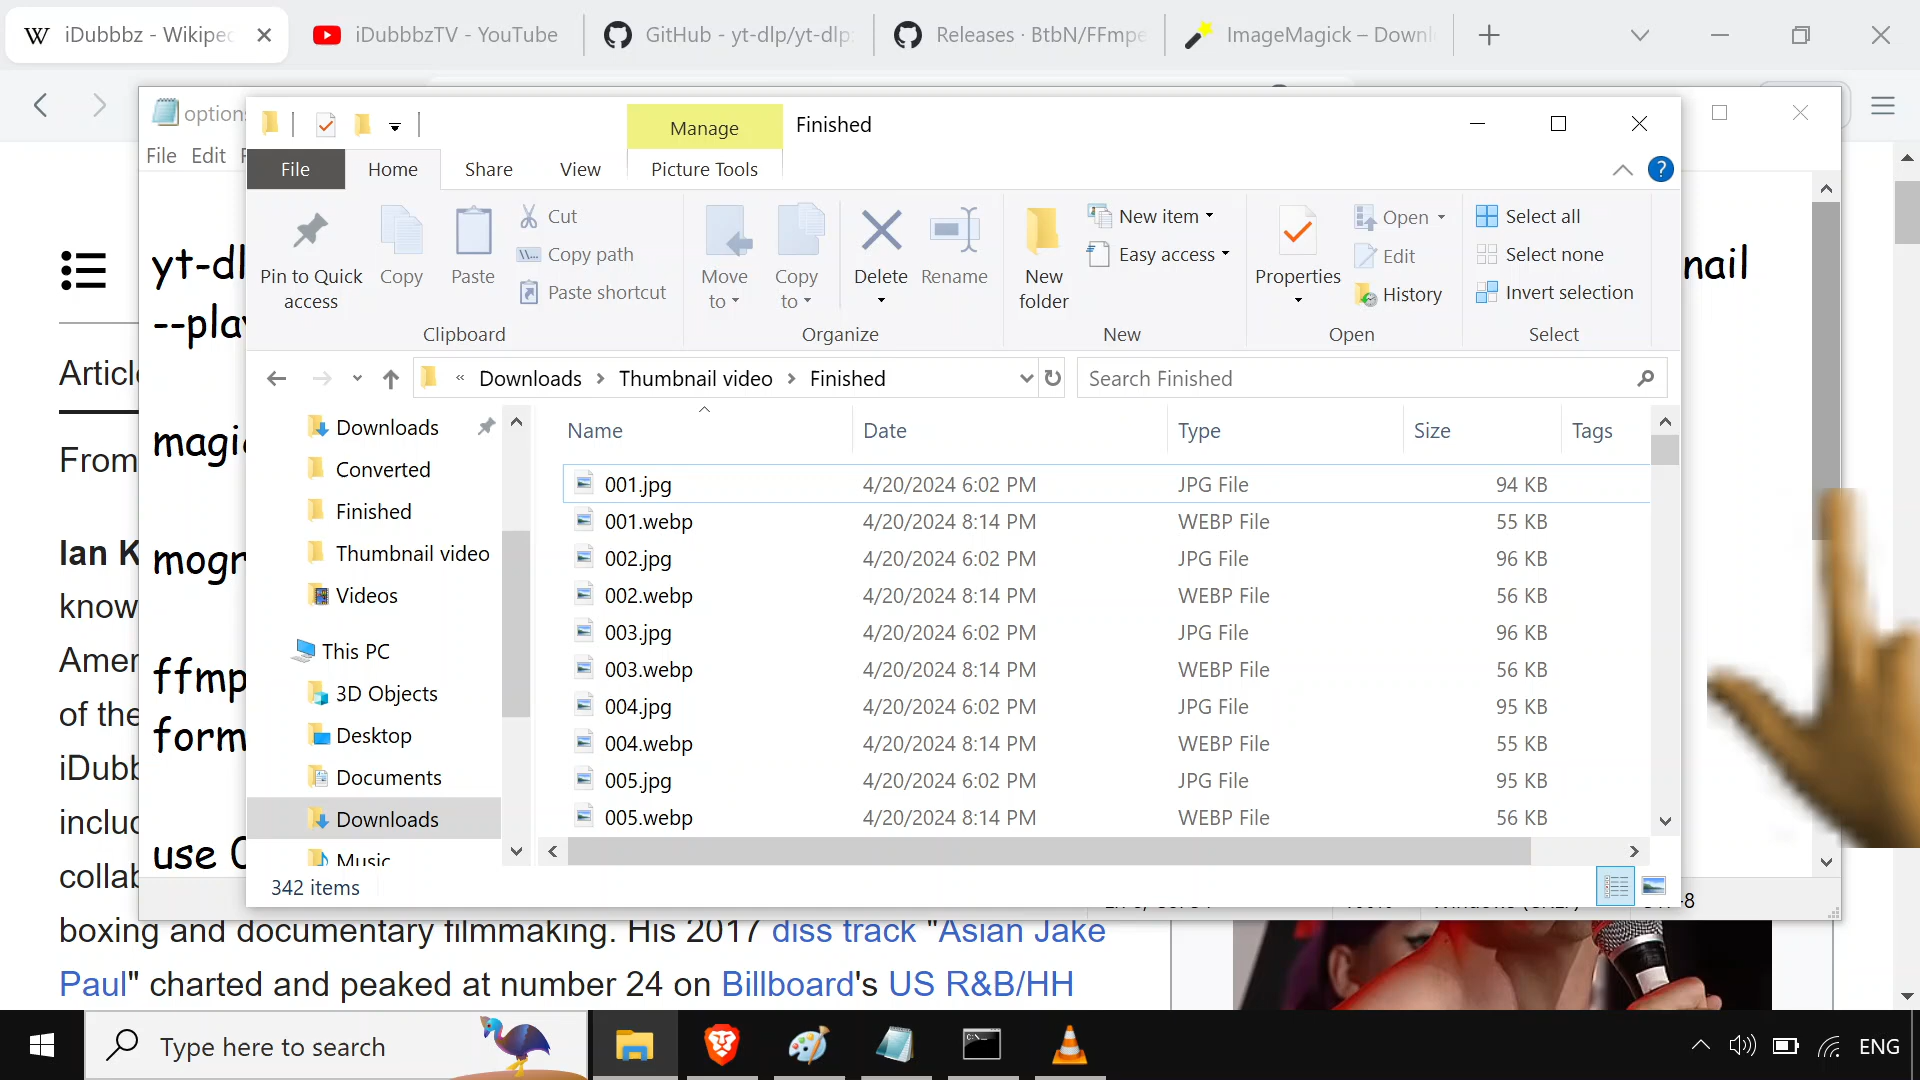 iDubbbz - Wikipec
iDubbbzTV - YouTube
GitHub - yt-dlp/yt-dlp:
Releases · BtbN/FFmpe
ImageMagick – Downl
option
File Edit
Manage
Finished
File
Home
Share
View
Picture Tools
Pin to Quick access
Copy
Paste
Cut
Copy path
Paste shortcut
Clipboard
Move to
Copy to
Delete
Rename
Organize
New folder
New item
Easy access
New
Properties
Open
Edit
History
Open
Select all
Select none
Invert selection
Select
Downloads
Thumbnail video
Finished
Search Finished
Downloads
Converted
Finished
Thumbnail video
Videos
This PC
3D Objects
Desktop
Documents
Downloads
Music
Name Date Type Size Tags
001.jpg 4/20/2024 6:02 PM JPG File 94 KB
001.webp 4/20/2024 8:14 PM WEBP File 55 KB
002.jpg 4/20/2024 6:02 PM JPG File 96 KB
002.webp 4/20/2024 8:14 PM WEBP File 56 KB
003.jpg 4/20/2024 6:02 PM JPG File 96 KB
003.webp 4/20/2024 8:14 PM WEBP File 56 KB
004.jpg 4/20/2024 6:02 PM JPG File 95 KB
004.webp 4/20/2024 8:14 PM WEBP File 55 KB
005.jpg 4/20/2024 6:02 PM JPG File 95 KB
005.webp 4/20/2024 8:14 PM WEBP File 56 KB
342 items
yt-dl
nail
--pla
magi
mogr
ffmp
form
use
Articl
From
Ian K
know
Amer
of the
iDubb
includ
collab
boxing and documentary filmmaking. His 2017 diss track "Asian Jake
Paul" charted and peaked at number 24 on Billboard's US R&B/HH
Type here to search
ENG